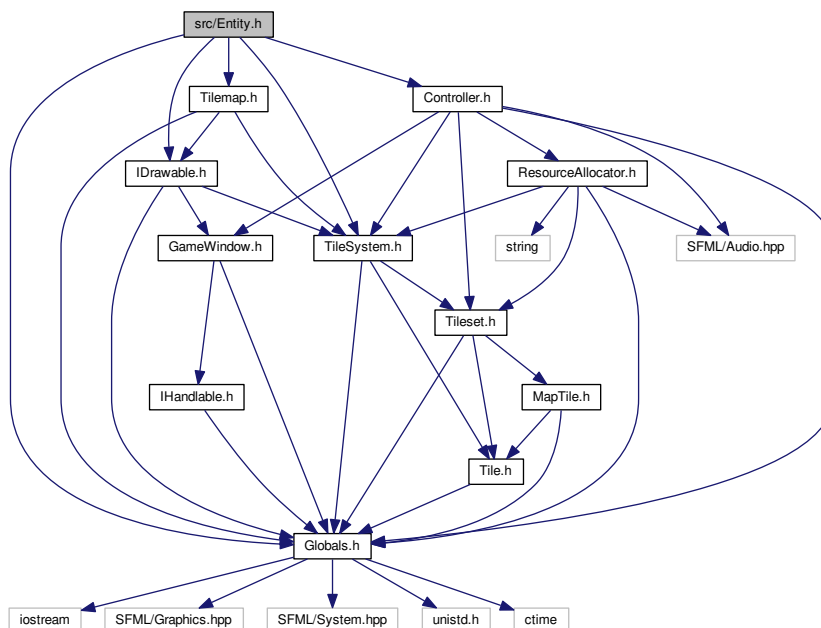 src/Entity.h
Tilemap.h
Controller.h
IDrawable.h
ResourceAllocator.h
GameWindow.h
TileSystem.h
string
SFML/Audio.hpp
Tileset.h
IHandlable.h
MapTile.h
Tile.h
Globals.h
iostream
SFML/Graphics.hpp
SFML/System.hpp
unistd.h
ctime